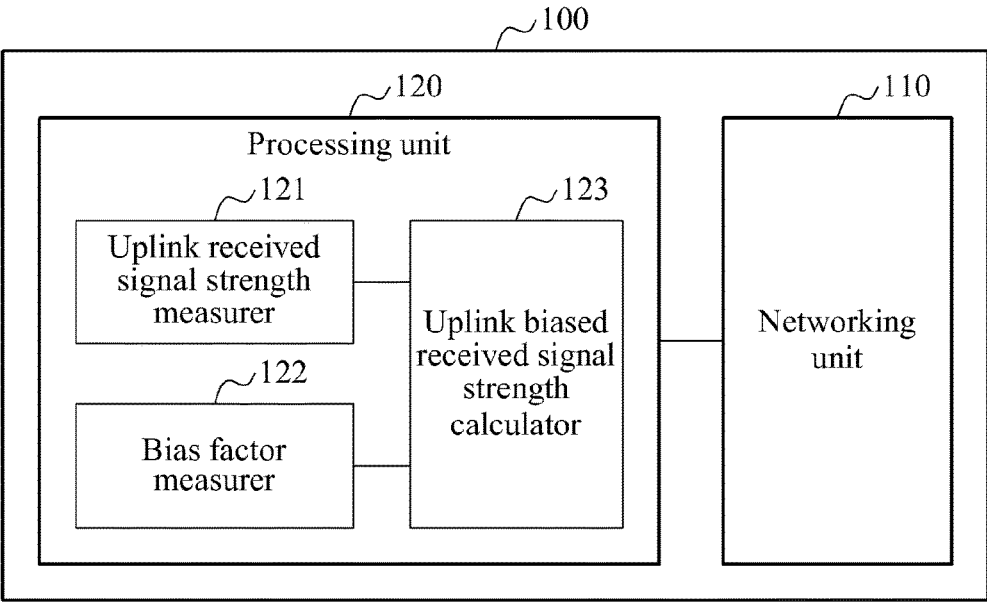 100
120
110
Processing unit
121
123
Uplink received
signal strength
measurer
Uplink biased
received signal
strength
calculator
Networking
unit
122
Bias factor
measurer